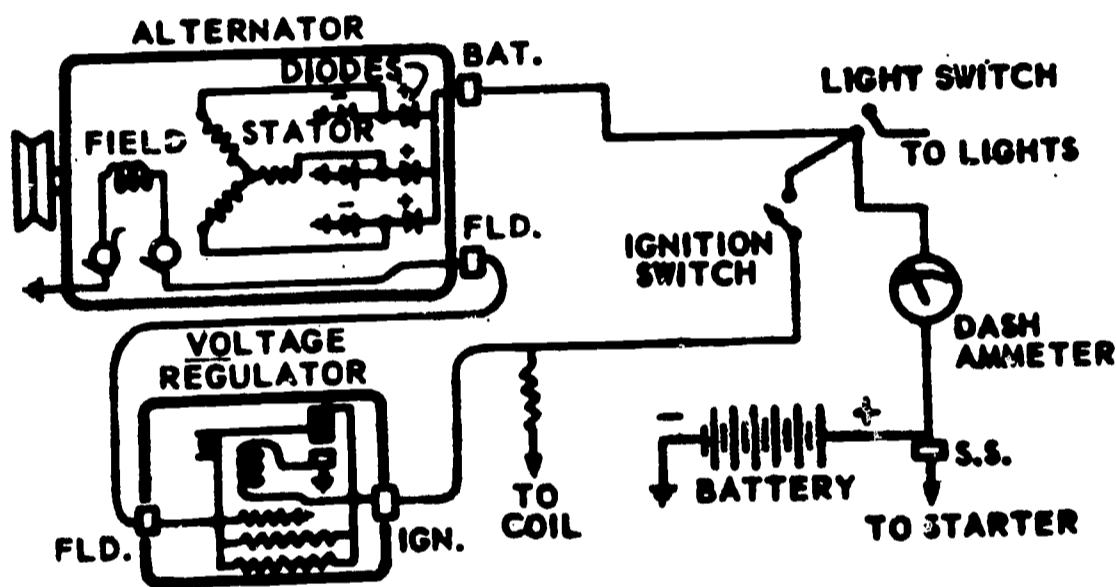 ALTERNATOR
DIODES
BAT.
LIGHT SWITCH
STATOR
FIELD
TO LIGHTS
FLD.
IGNITION
SWITCH
DASH
AMMETER
VOLTAGE
REGULATOR
- +
S.S.
BATTERY
TO
COIL
TO STARTER
FLD.
IGN.